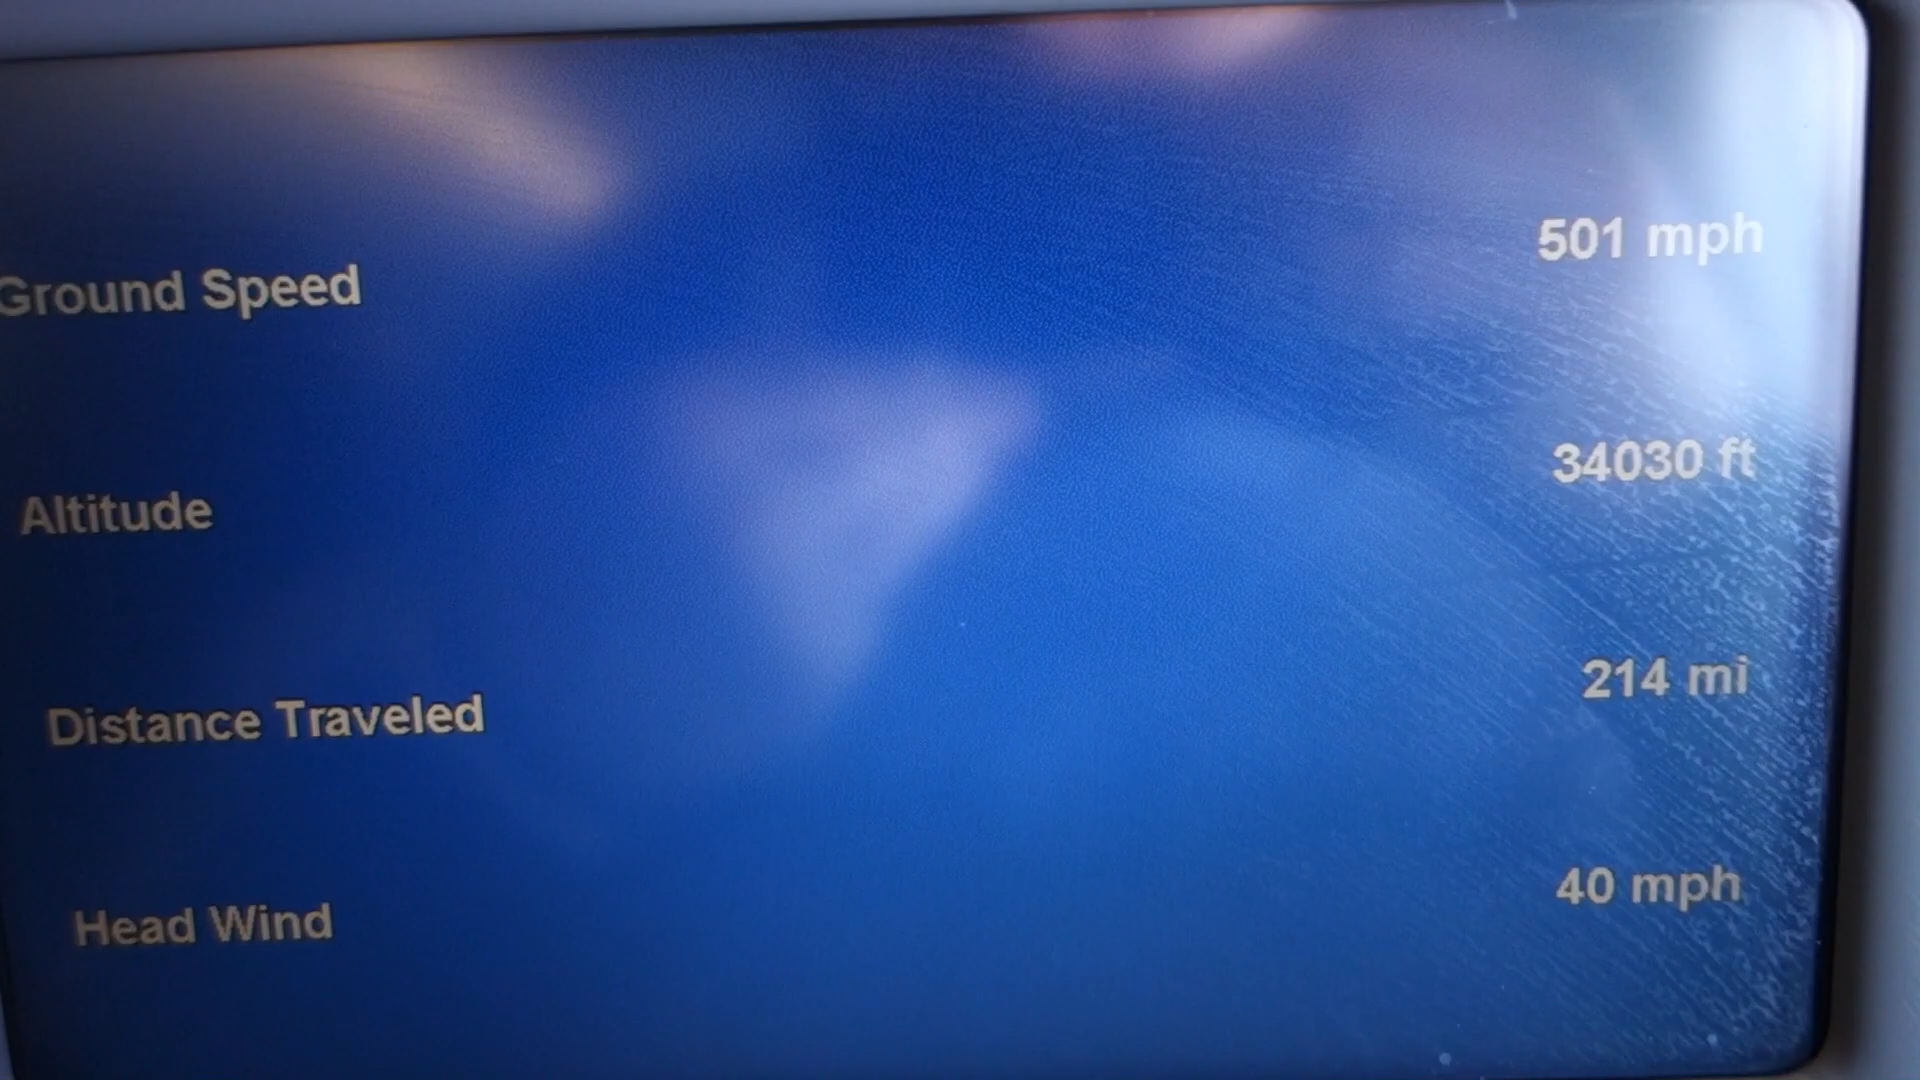 Ground Speed 501 mph
Altitude 34030 ft
Distance Traveled 214 mi
Head Wind 40 mph